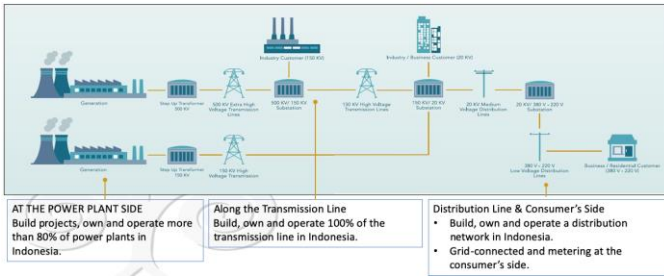 Industry Customer (150 KV)
Industry / Business Customer (20 KV)
Generation
Step Up Transformer
500 KV
500 KV Extra High
Voltage Transmission
Lines
500 KV/ 150 KV
Substation
150 KV High Voltage
Transmission Lines
150 KV/ 20 KV
Substation
20 KV Medium
Voltage Distribution
Lines
20 KV/ 380 V - 220 V
Substation
Generation
Step Up Transformer
150 KV
150 KV High
Voltage Transmission
380 V - 220 V
Low Voltage Distribution
Lines
Business / Residential Customer
(380 V - 220 V)
AT THE POWER PLANT SIDE
Build projects, own and operate more
than 80% of power plants in
Indonesia.
Along the Transmission Line
Build, own and operate 100% of the
transmission line in Indonesia.
Distribution Line & Consumer's Side
• Build, own and operate a distribution
network in Indonesia.
• Grid-connected and metering at the
consumer's side.